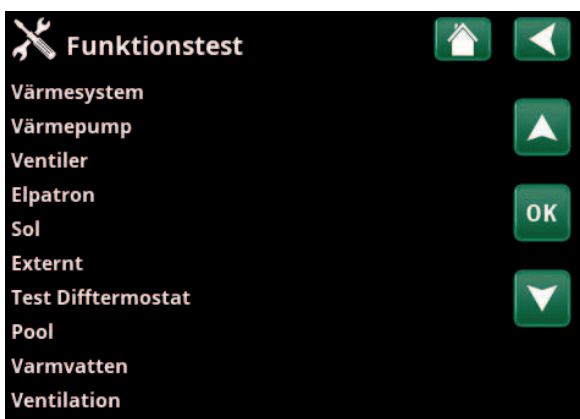 Funktionstest
Värmesystem
Värmepump
Ventiler
Elpatron
OK
Sol
Externt
Test Difftermostat
Pool
Varmvatten
Ventilation